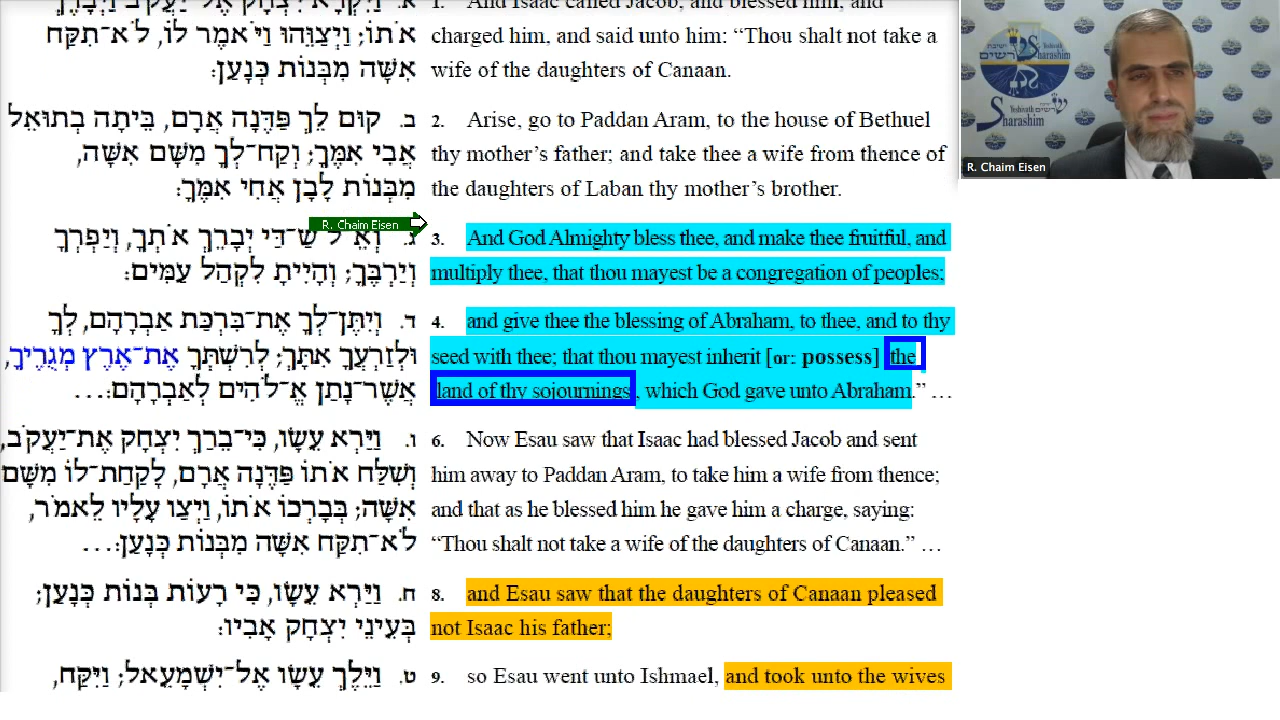 א. וַיִּקְרָא יִצְחָק אֶל־יַעֲקֹב וַיְבָרֶךְ
אֹתוֹ; וַיְצַוֵּהוּ וַיֹּאמֶר לוֹ, לֹא־תִקַּח
אִשָּׁה מִבְּנוֹת כְּנָעַן:
ב. קוּם לֵךְ פַּדֶּנָה אֲרָם, בֵּיתָה בְתוּאֵל
אֲבִי אִמֶּךָ; וְקַח־לְךָ מִשָּׁם אִשָּׁה,
מִבְּנוֹת לָבָן אֲחִי אִמֶּךָ:
ג. וְאֵ־ל שַׁ־דַּי יְבָרֵךְ אֹתְךָ, וְיַפְרְךָ
וְיַרְבֶּךָ; וְהָיִיתָ לִקְהַל עַמִּים:
ד. וְיִתֶּן־לְךָ אֶת־בִּרְכַּת אַבְרָהָם, לְךָ
וּלְזַרְעֲךָ אִתָּךְ; לְרִשְׁתְּךָ אֶת־אֶרֶץ מְגֻרֶיךָ,
אֲשֶׁר־נָתַן אֱ־לֹהִים לְאַבְרָהָם:...
ו. וַיַּרְא עֵשָׂו, כִּי־בֵרַךְ יִצְחָק אֶת־יַעֲקֹב,
וְשִׁלַּח אֹתוֹ פַּדֶּנָה אֲרָם, לָקַחַת־לוֹ מִשָּׁם
אִשָּׁה; בְּבָרְכוֹ אֹתוֹ, וַיְצַו עָלָיו לֵאמֹר,
לֹא־תִקַּח אִשָּׁה מִבְּנוֹת כְּנָעַן:...
ח. וַיַּרְא עֵשָׂו, כִּי רָעוֹת בְּנוֹת כְּנָעַן;
בְּעֵינֵי יִצְחָק אָבִיו:
ט. וַיֵּלֶךְ עֵשָׂו אֶל־יִשְׁמָעֵאל; וַיִּקַּח,
1. And Isaac called Jacob, and blessed him, and
charged him, and said unto him: “Thou shalt not take a
wife of the daughters of Canaan.
2. Arise, go to Paddan Aram, to the house of Bethuel
thy mother’s father; and take thee a wife from thence of
the daughters of Laban thy mother’s brother.
3. And God Almighty bless thee, and make thee fruitful, and
multiply thee, that thou mayest be a congregation of peoples;
4. and give thee the blessing of Abraham, to thee, and to thy
seed with thee; that thou mayest inherit [or: possess] the
land of thy sojournings, which God gave unto Abraham.” …
6. Now Esau saw that Isaac had blessed Jacob and sent
him away to Paddan Aram, to take him a wife from thence;
and that as he blessed him he gave him a charge, saying:
“Thou shalt not take a wife of the daughters of Canaan.” …
8. and Esau saw that the daughters of Canaan pleased
not Isaac his father;
9. so Esau went unto Ishmael, and took unto the wives
R. Chaim Eisen
Yeshivath
Sharashim
Yeshivath
Sharashim
R. Chaim Eisen